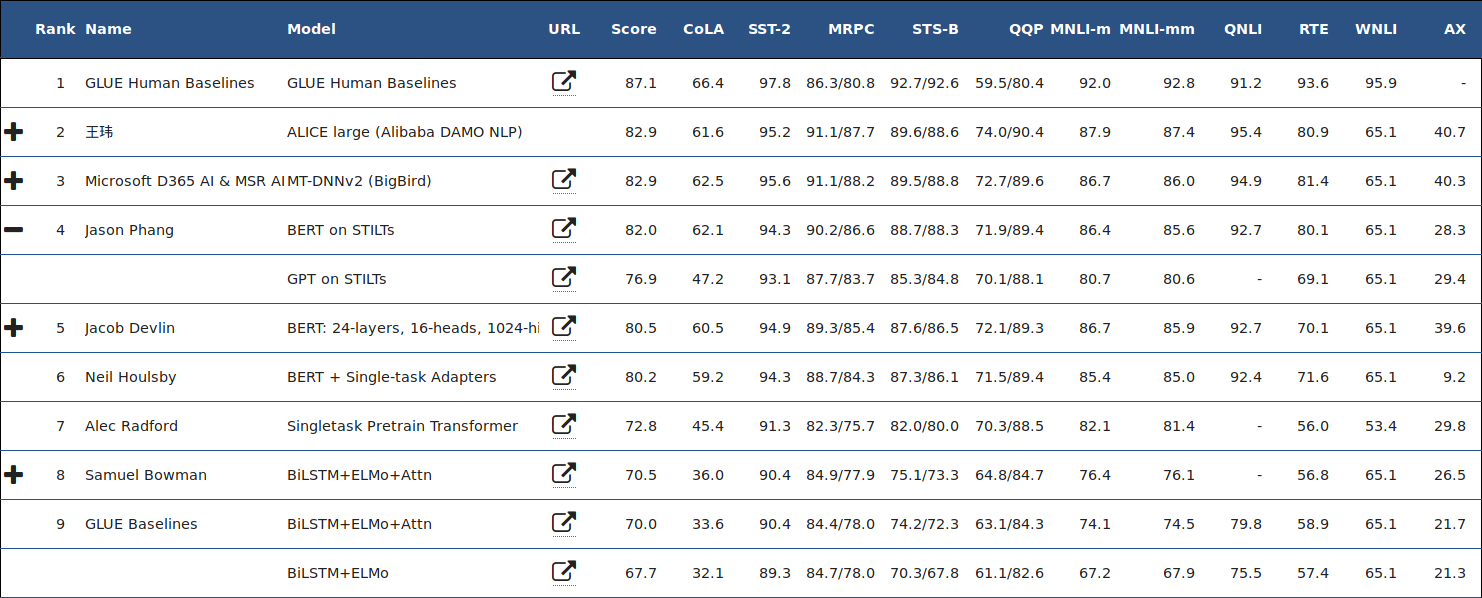 Rank Name Model URL Score CoLA SST-2 MRPC STS-B QQP MNLI-m MNLI-mm QNLI RTE WNLI AX
1 GLUE Human Baselines GLUE Human Baselines 87.1 66.4 97.8 86.3/80.8 92.7/92.6 59.5/80.4 92.0 92.8 91.2 93.6 95.9 -
2 王玮 ALICE large (Alibaba DAMO NLP) 82.9 61.6 95.2 91.1/87.7 89.6/88.6 74.0/90.4 87.9 87.4 95.4 80.9 65.1 40.7
3 Microsoft D365 AI & MSR AI MT-DNNv2 (BigBird) 82.9 62.5 95.6 91.1/88.2 89.5/88.8 72.7/89.6 86.7 86.0 94.9 81.4 65.1 40.3
4 Jason Phang BERT on STILTs 82.0 62.1 94.3 90.2/86.6 88.7/88.3 71.9/89.4 86.4 85.6 92.7 80.1 65.1 28.3
GPT on STILTs 76.9 47.2 93.1 87.7/83.7 85.3/84.8 70.1/88.1 80.7 80.6 - 69.1 65.1 29.4
5 Jacob Devlin BERT: 24-layers, 16-heads, 1024-hi 80.5 60.5 94.9 89.3/85.4 87.6/86.5 72.1/89.3 86.7 85.9 92.7 70.1 65.1 39.6
6 Neil Houlsby BERT + Single-task Adapters 80.2 59.2 94.3 88.7/84.3 87.3/86.1 71.5/89.4 85.4 85.0 92.4 71.6 65.1 9.2
7 Alec Radford Singletask Pretrain Transformer 72.8 45.4 91.3 82.3/75.7 82.0/80.0 70.3/88.5 82.1 81.4 - 56.0 53.4 29.8
8 Samuel Bowman BiLSTM+ELMo+Attn 70.5 36.0 90.4 84.9/77.9 75.1/73.3 64.8/84.7 76.4 76.1 - 56.8 65.1 26.5
9 GLUE Baselines BiLSTM+ELMo+Attn 70.0 33.6 90.4 84.4/78.0 74.2/72.3 63.1/84.3 74.1 74.5 79.8 58.9 65.1 21.7
BiLSTM+ELMo 67.7 32.1 89.3 84.7/78.0 70.3/67.8 61.1/82.6 67.2 67.9 75.5 57.4 65.1 21.3